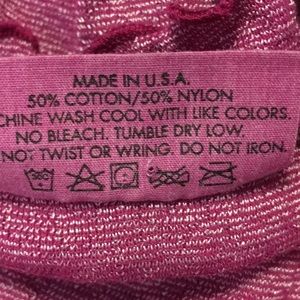 MADE IN U.S.A.
50% COTTON/50% NYLON
CHINE WASH COOL WITH LIKE COLORS.
NO BLEACH. TUMBLE DRY LOW.
NOT TWIST OR WRING. DO NOT IRON.